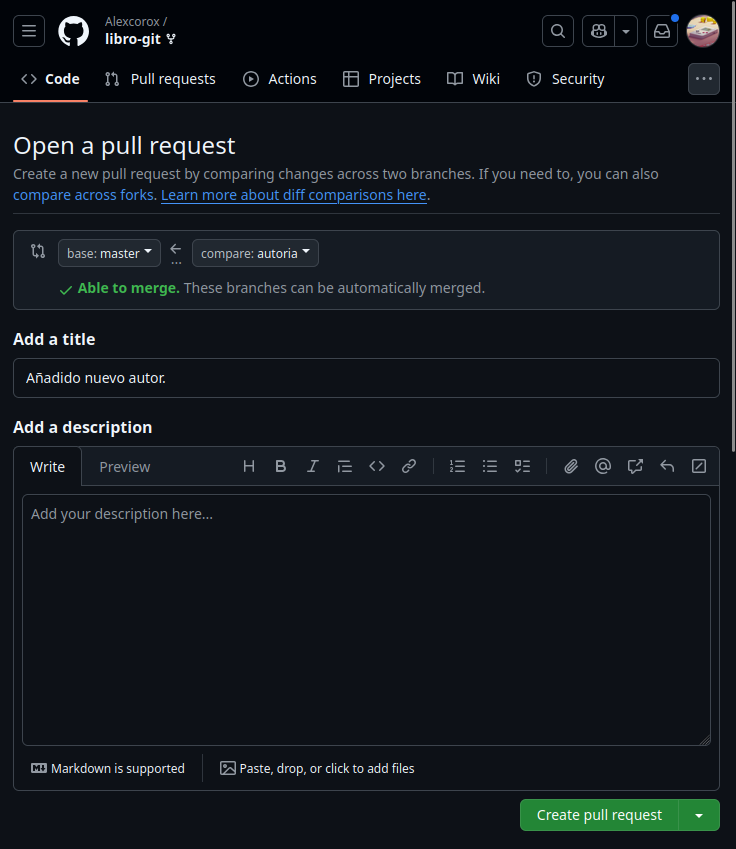 Alexcorox /
libro-git
Code Pull requests Actions Projects Wiki Security
Open a pull request
Create a new pull request by comparing changes across two branches. If you need to, you can also
compare across forks. Learn more about diff comparisons here.
base: master compare: autoria
Able to merge. These branches can be automatically merged.
Add a title
Añadido nuevo autor.
Add a description
Write Preview
Add your description here...
Markdown is supported Paste, drop, or click to add files
Create pull request